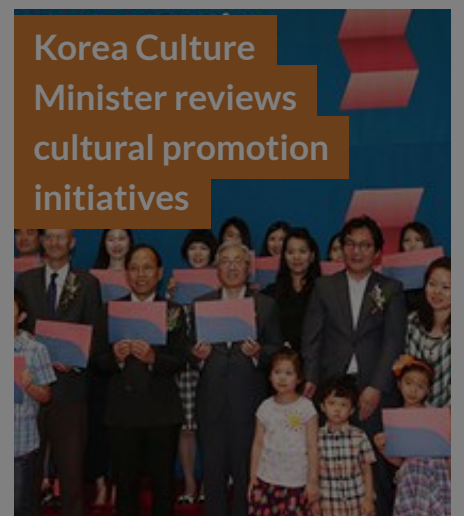 Korea Culture
Minister reviews
cultural promotion
initiatives